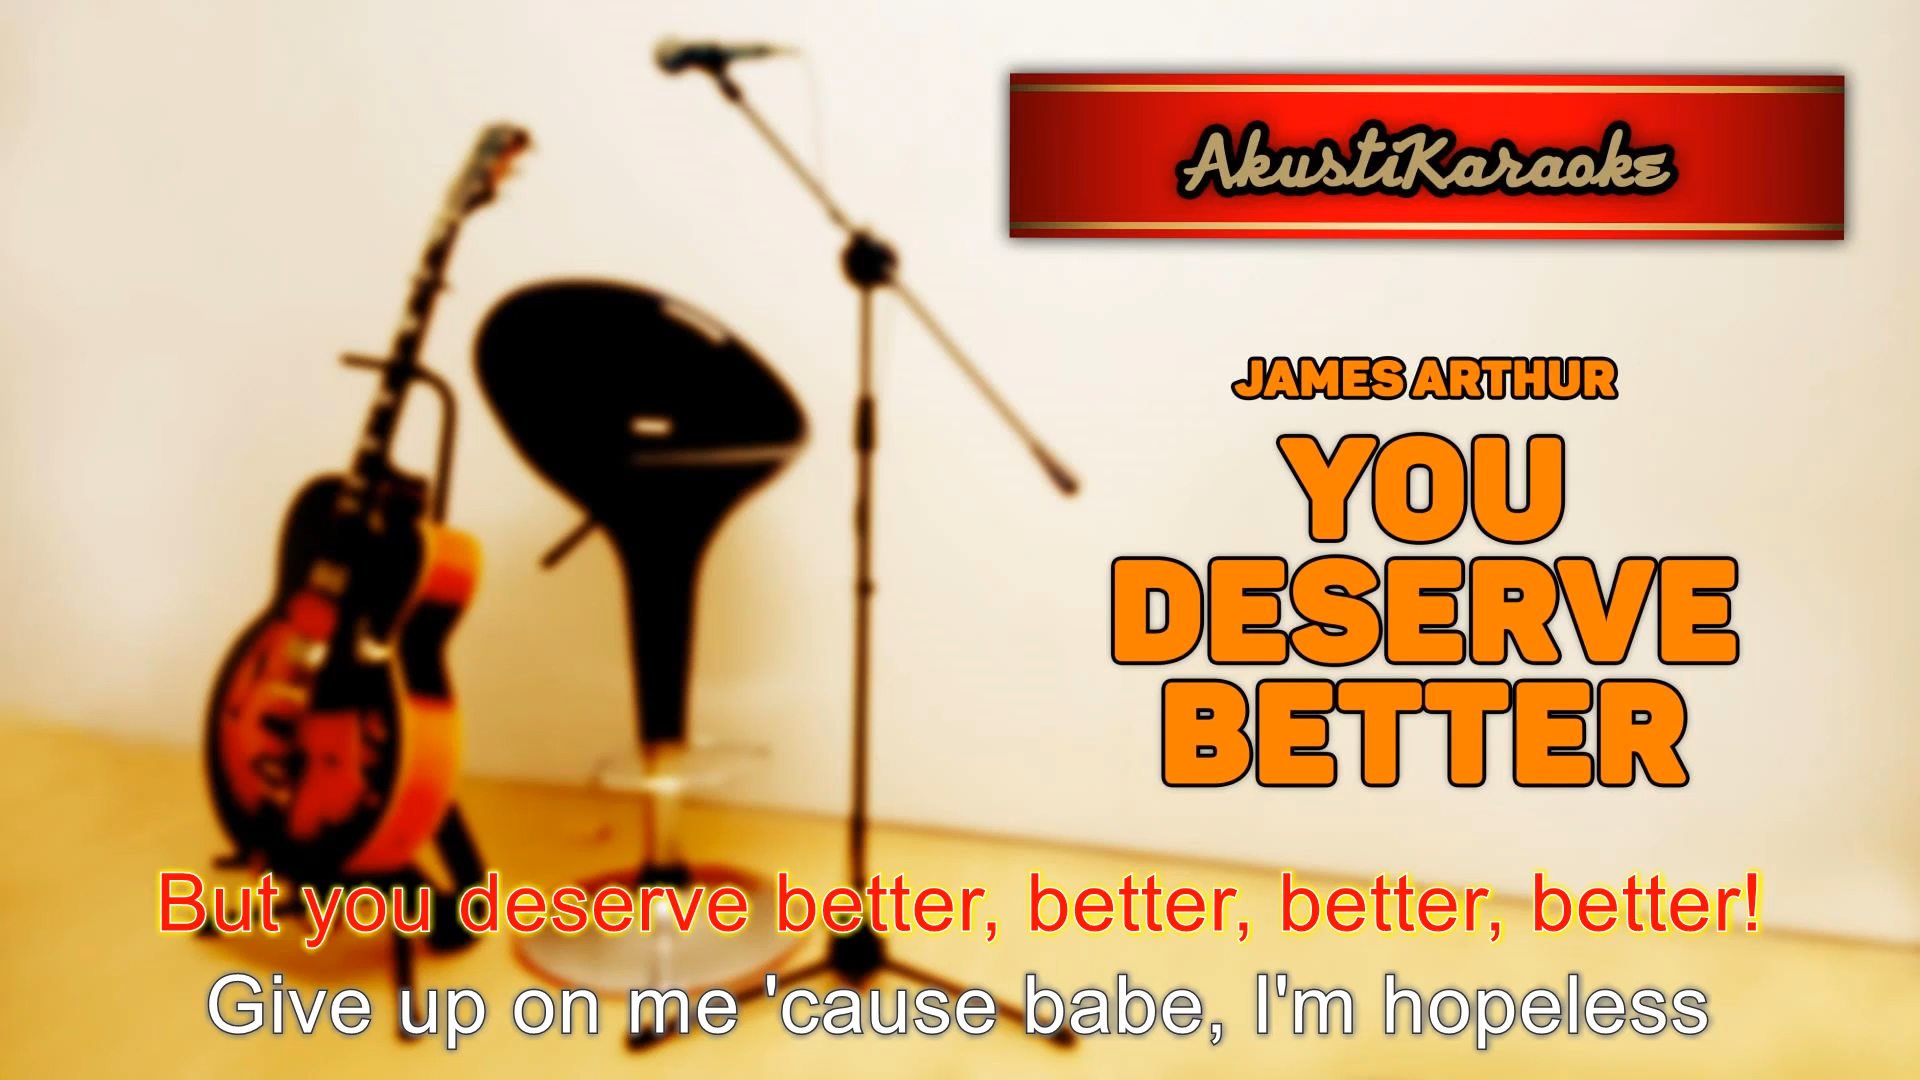 AkustiKaraoke
JAMES ARTHUR
YOU
DESERVE
BETTER
But you deserve better, better, better, better!
Give up on me 'cause babe, I'm hopeless